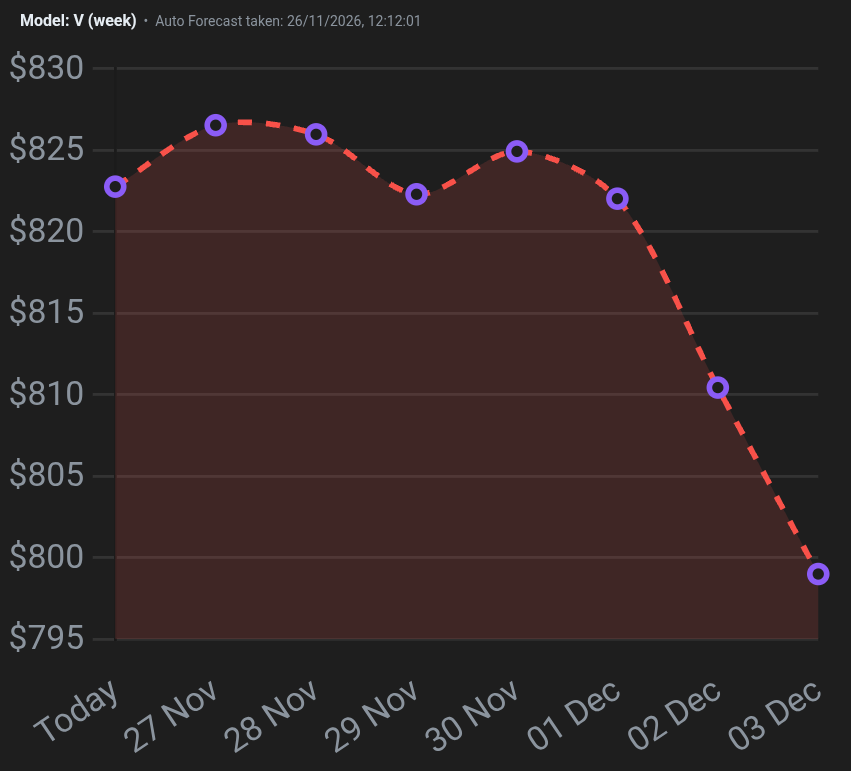 Model: V (week) • Auto Forecast taken: 26/11/2026, 12:12:01
$830
$825
$820
$815
$810
$805
$800
$795
Today
27 Nov
28 Nov
29 Nov
30 Nov
01 Dec
02 Dec
03 Dec